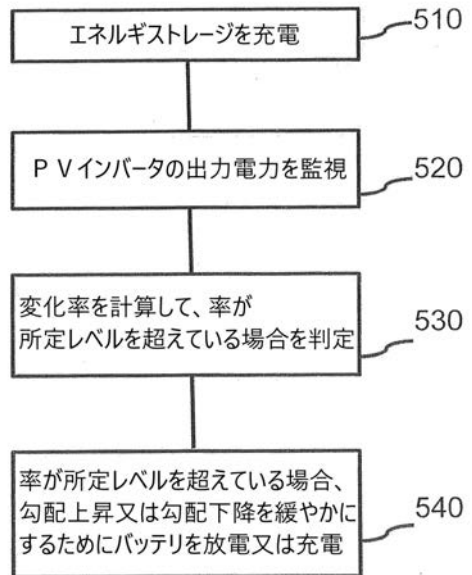 エネルギストレージを充電
510
ＰＶインバータの出力電力を監視
520
変化率を計算して、率が
所定レベルを超えている場合を判定
530
率が所定レベルを超えている場合、
勾配上昇又は勾配下降を緩やかに
するためにバッテリを放電又は充電
540